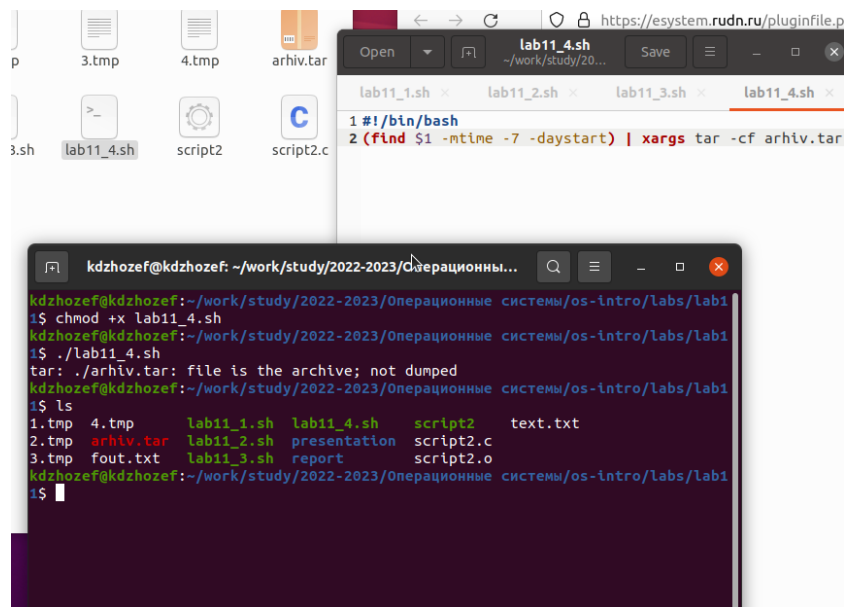 https://esystem.rudn.ru/pluginfile.p
p 3.tmp 4.tmp arhiv.tar
3.sh lab11_4.sh script2 script2.c
Open lab11_4.sh Save
~/work/study/20...
lab11_1.sh × lab11_2.sh × lab11_3.sh × lab11_4.sh ×
1 #!/bin/bash
2 (find $1 -mtime -7 -daystart) | xargs tar -cf arhiv.tar
kdzhozef@kdzhozef: ~/work/study/2022-2023/Операционны...
kdzhozef@kdzhozef:~/work/study/2022-2023/Операционные системы/os-intro/labs/lab1
1$ chmod +x lab11_4.sh
kdzhozef@kdzhozef:~/work/study/2022-2023/Операционные системы/os-intro/labs/lab1
1$ ./lab11_4.sh
tar: ./arhiv.tar: file is the archive; not dumped
kdzhozef@kdzhozef:~/work/study/2022-2023/Операционные системы/os-intro/labs/lab1
1$ ls
1.tmp 4.tmp lab11_1.sh lab11_4.sh script2 text.txt
2.tmp arhiv.tar lab11_2.sh presentation script2.c
3.tmp fout.txt lab11_3.sh report script2.o
kdzhozef@kdzhozef:~/work/study/2022-2023/Операционные системы/os-intro/labs/lab1
1$